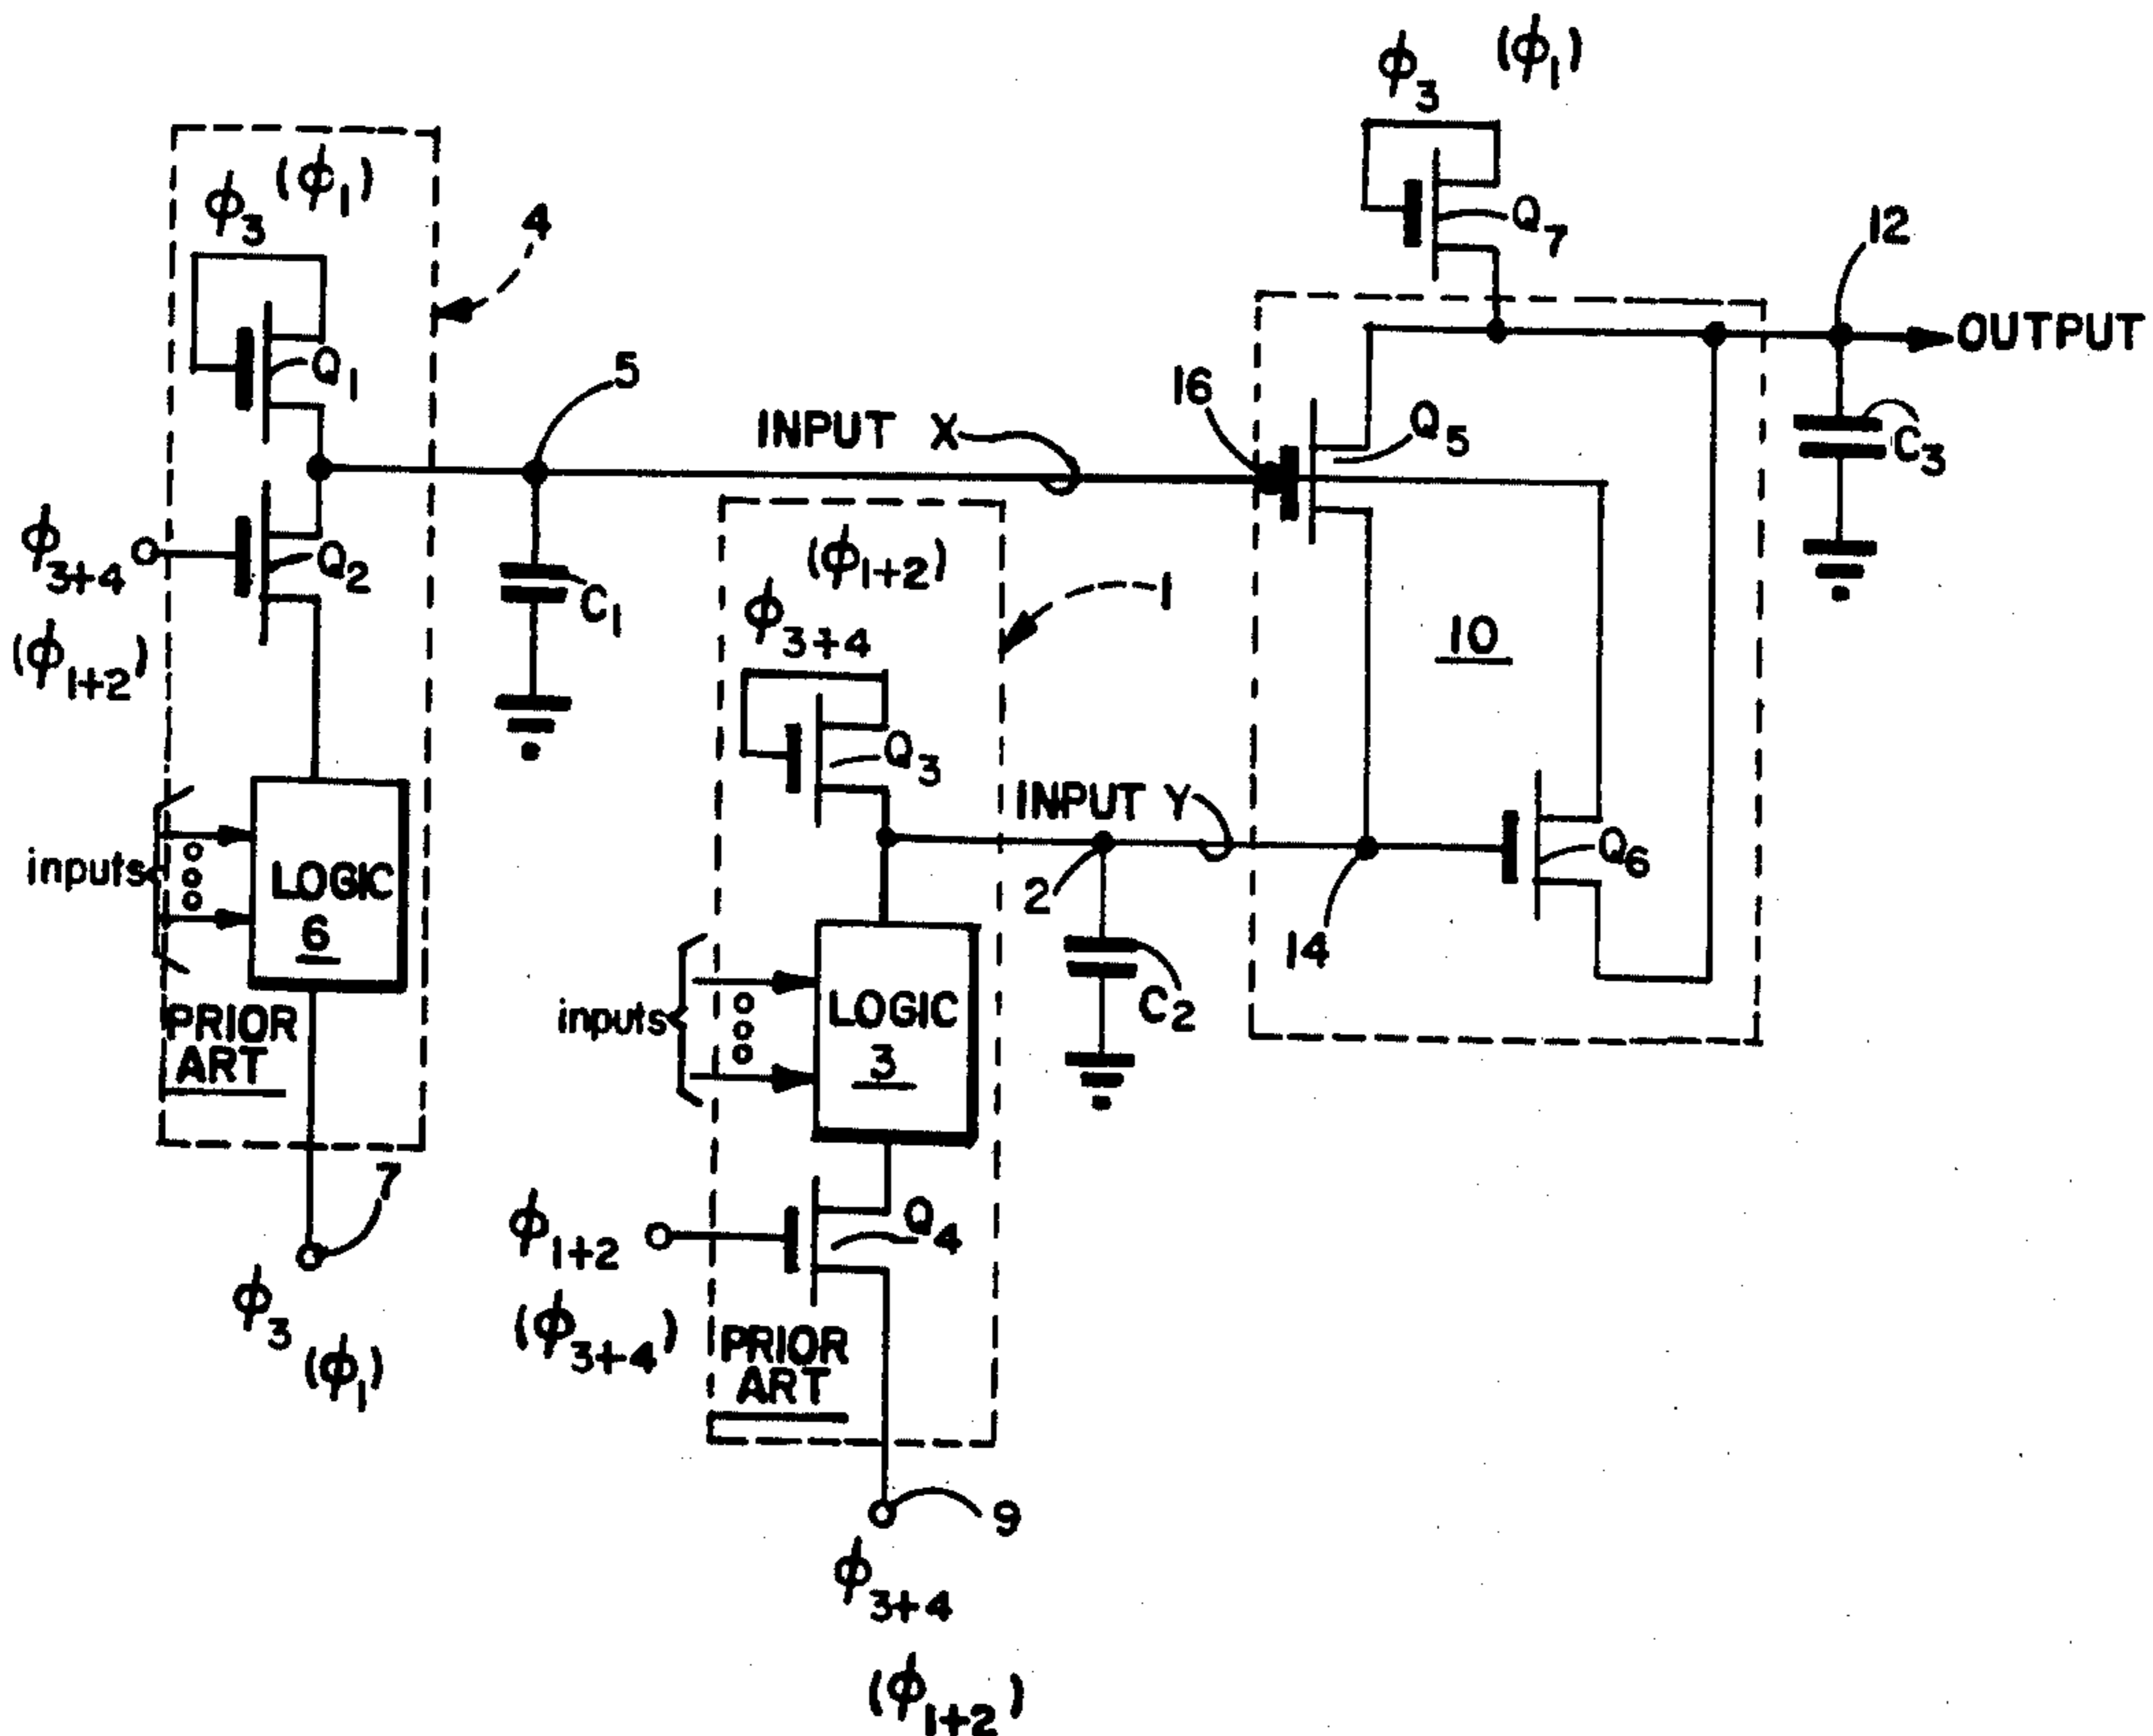 ϕ3 (ϕ1)
ϕ3 (ϕ1)
4
Q1
5
INPUT X
16
Q5
Q7
12
OUTPUT
C3
ϕ3+4
(ϕ1+2)
Q2
C1
(ϕ1+2)
ϕ3+4
1
10
Q3
INPUT Y
2
14
Q6
C2
inputs
LOGIC
6
PRIOR
ART
7
ϕ3
(ϕ1)
inputs
LOGIC
3
ϕ1+2
(ϕ3+4)
Q4
PRIOR
ART
9
ϕ3+4
(ϕ1+2)